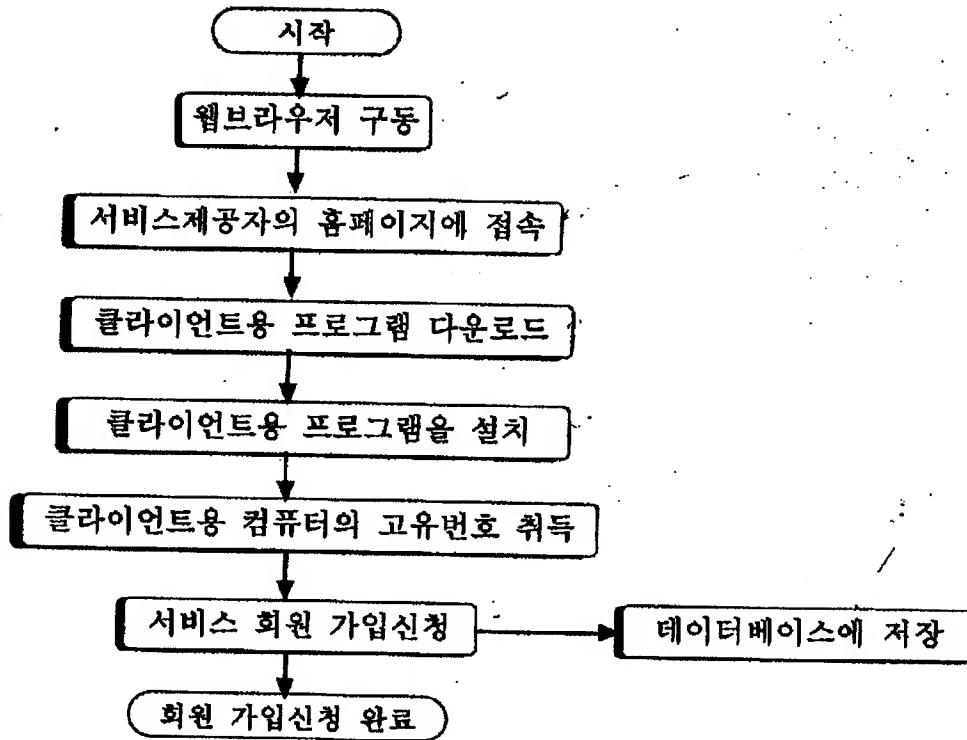 시작
웹브라우저 구동
서비스제공자의 홈페이지에 접속
클라이언트용 프로그램 다운로드
클라이언트용 프로그램을 설치
클라이언트용 컴퓨터의 고유번호 취득
서비스 회원 가입신청
데이터베이스에 저장
회원 가입신청 완료